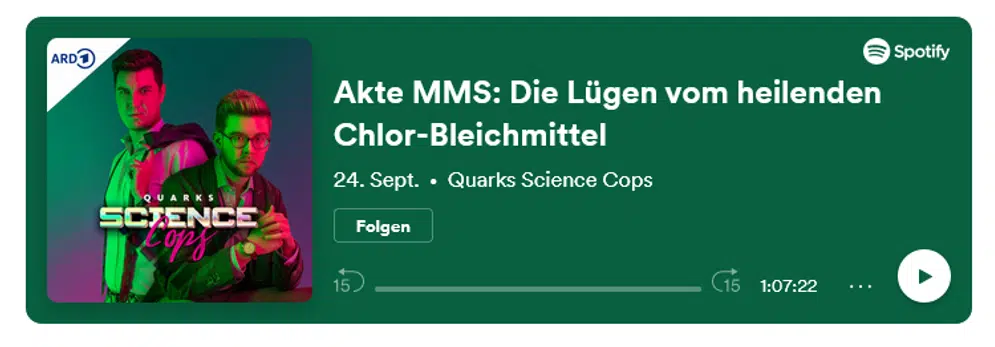 ARD 1
Spotify
Akte MMS: Die Lügen vom heilenden
Chlor-Bleichmittel
24. Sept. • Quarks Science Cops
QUARKS
SCIENCE
Cops
Folgen
15
15
1:07:22
...